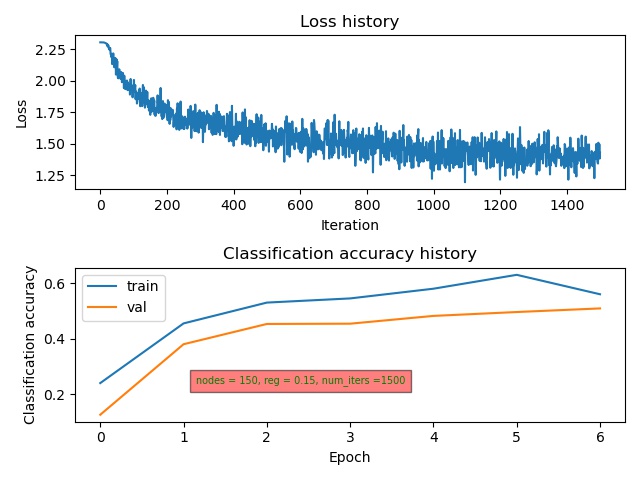 Loss history
2.25
2.00
1.75
1.50
1.25
Loss
0 200 400 600 800 1000 1200 1400
Iteration
Classification accuracy history
0.6
0.4
0.2
Classification accuracy
train
val
nodes = 150, reg = 0.15, num_iters =1500
0 1 2 3 4 5 6
Epoch